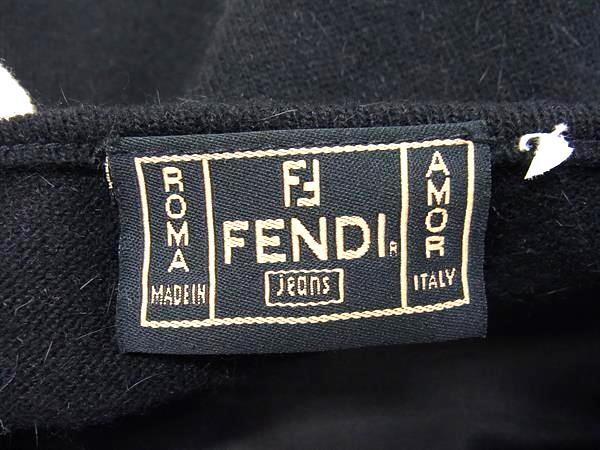 ROMA
MADE IN
FF
FENDI®
jeans
AMOR
ITALY